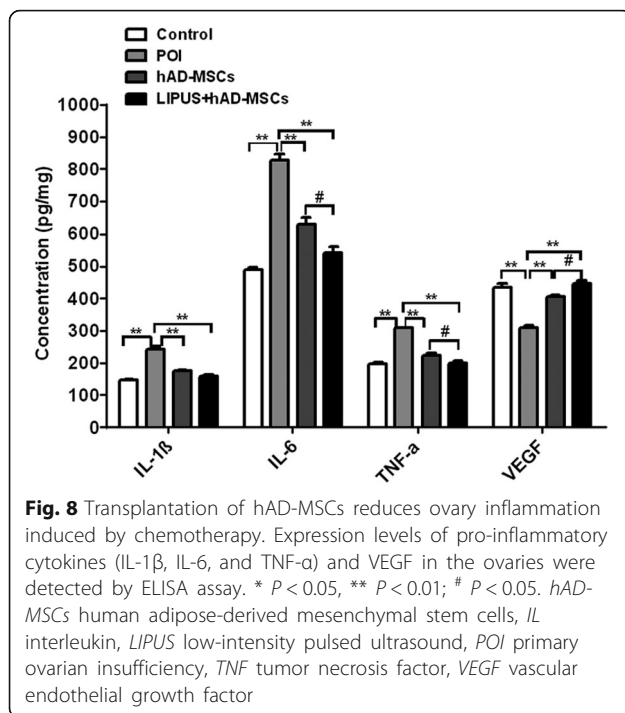 Control
POI
hAD-MSCs
LIPUS+hAD-MSCs
1000
900
800
700
600
500
400
300
200
100
0
Concentration (pg/mg)
** ** **
** ** ** #
** ** ** #
** ** ** #
IL-1ß
IL-6
TNF-a
VEGF
Fig. 8 Transplantation of hAD-MSCs reduces ovary inflammation
induced by chemotherapy. Expression levels of pro-inflammatory
cytokines (IL-1β, IL-6, and TNF-α) and VEGF in the ovaries were
detected by ELISA assay. * P < 0.05, ** P < 0.01; # P < 0.05. hAD-
MSCs human adipose-derived mesenchymal stem cells, IL
interleukin, LIPUS low-intensity pulsed ultrasound, POI primary
ovarian insufficiency, TNF tumor necrosis factor, VEGF vascular
endothelial growth factor